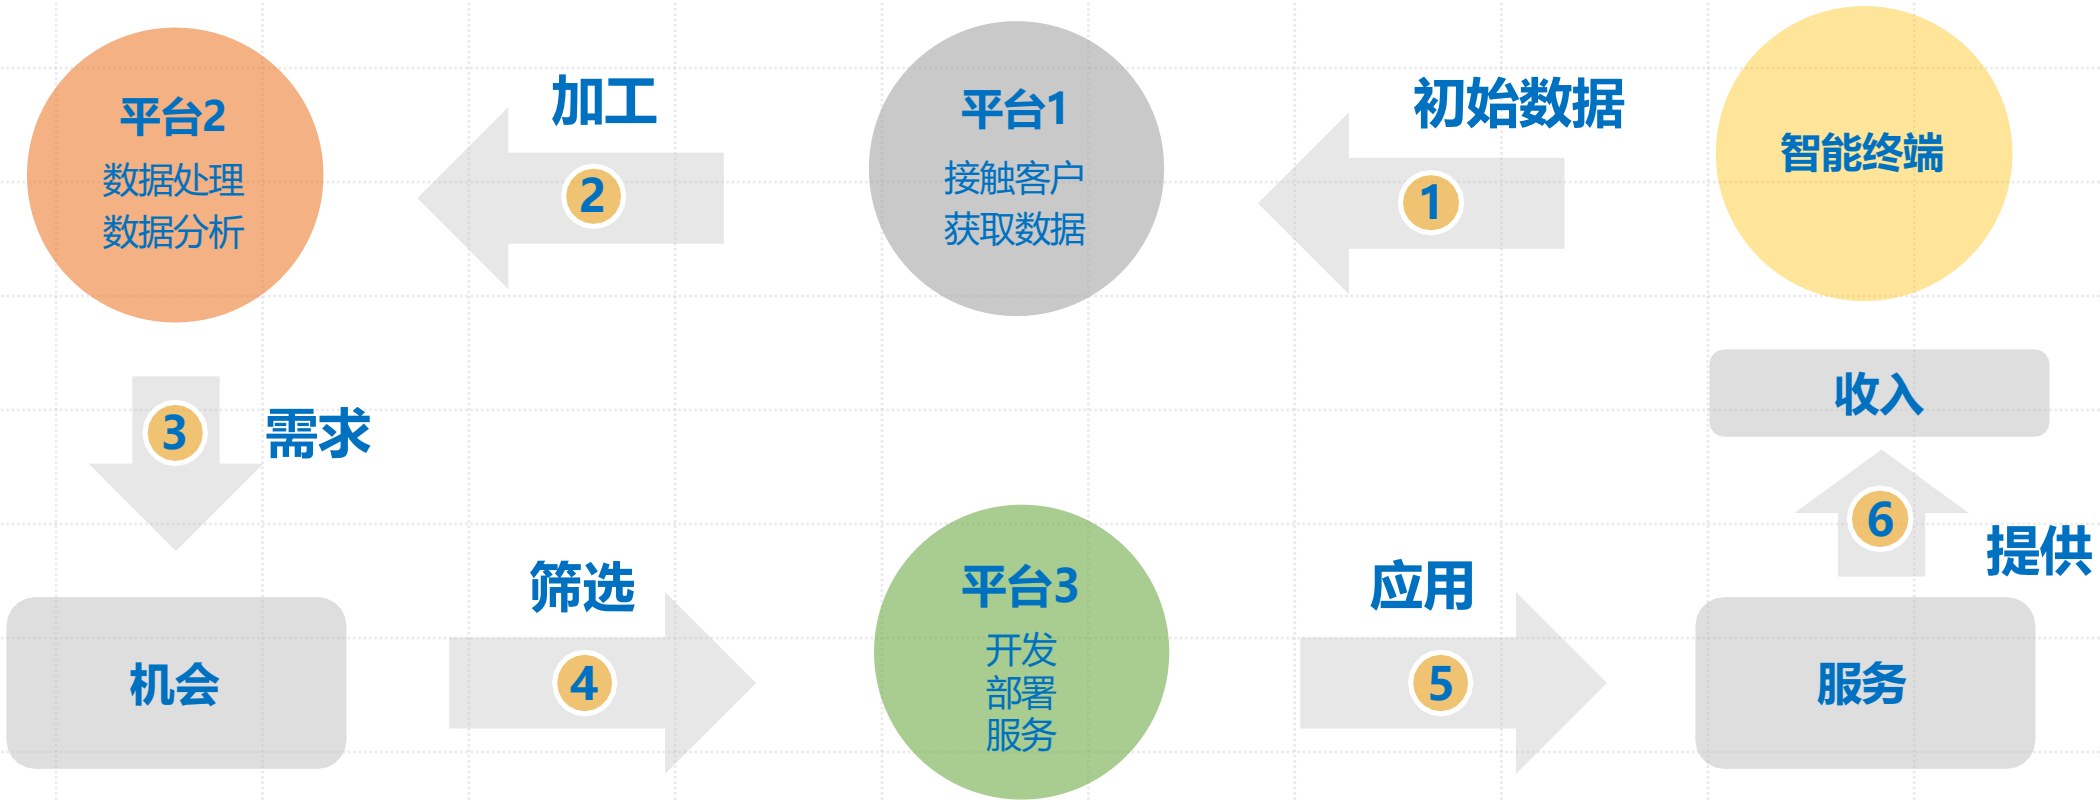 智能终端
初始数据
1
平台1
接触客户
获取数据
加工
2
平台2
数据处理
数据分析
3
需求
机会
筛选
4
平台3
开发
部署
服务
应用
5
服务
6
提供
收入